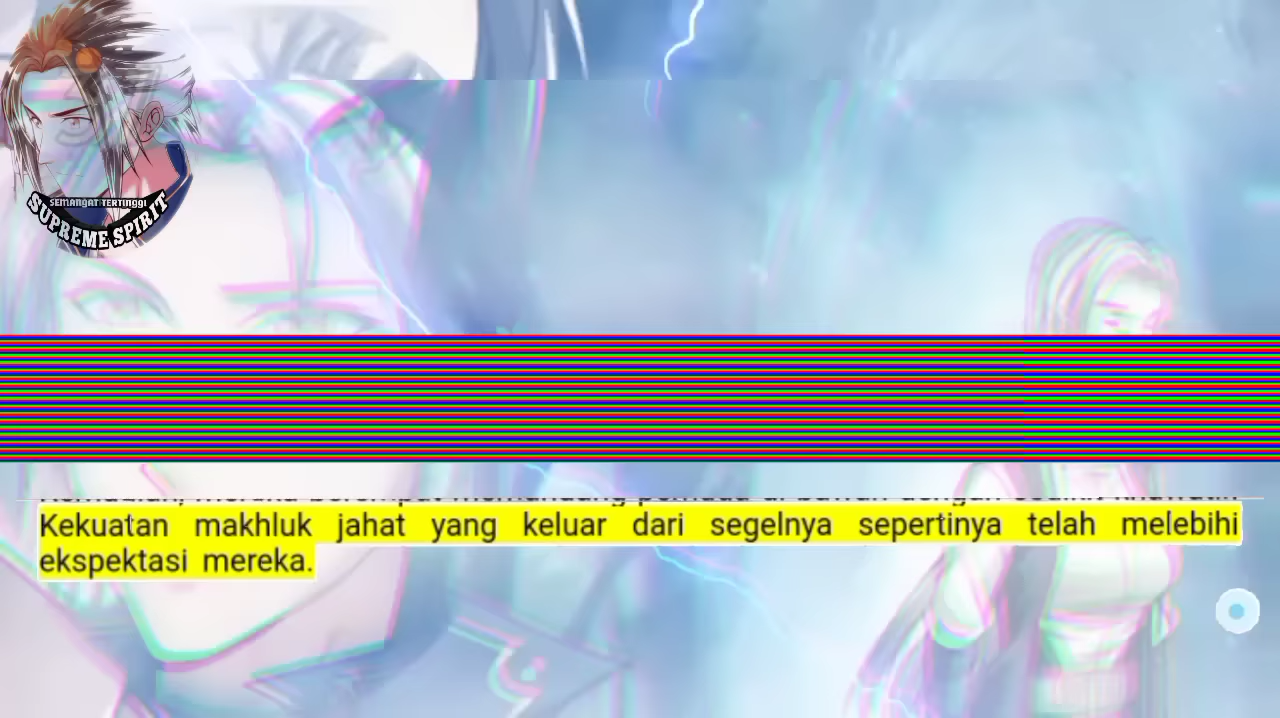 SEMANGAT TERTINGGI
SUPREME SPIRIT
Kekuatan makhluk jahat yang keluar dari segelnya sepertinya telah melebihi
ekspektasi mereka.